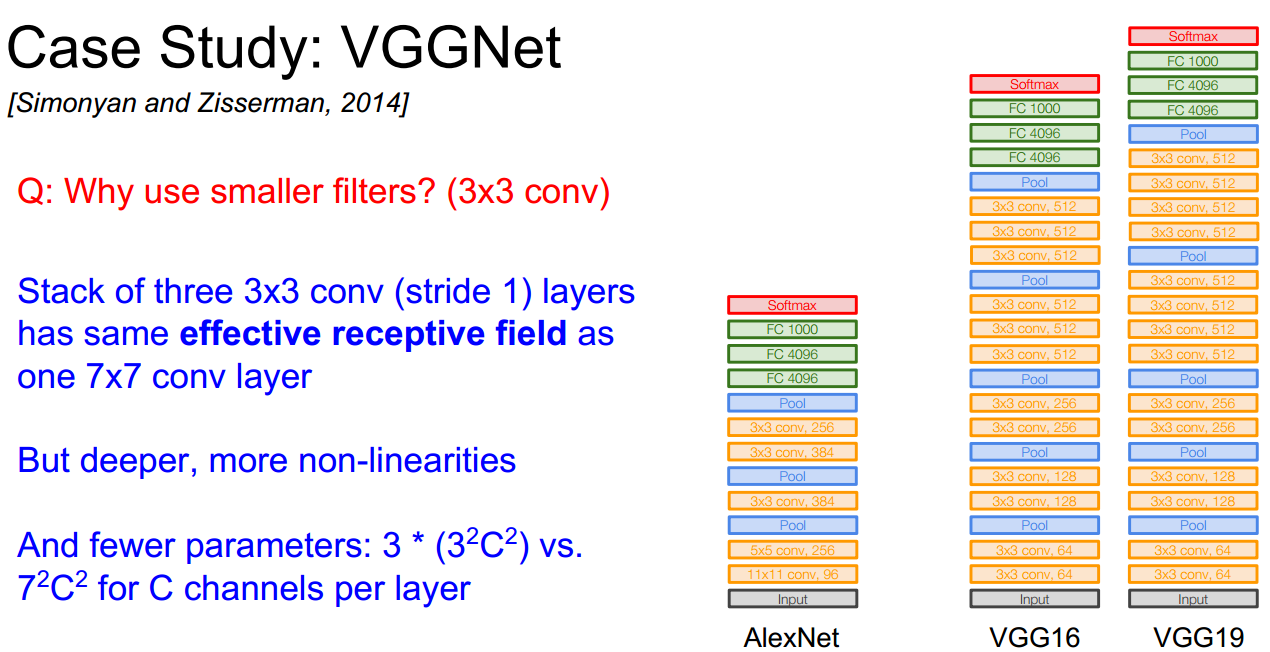 Case Study: VGGNet
[Simonyan and Zisserman, 2014]
Q: Why use smaller filters? (3x3 conv)
Stack of three 3x3 conv (stride 1) layers
has same effective receptive field as
one 7x7 conv layer
But deeper, more non-linearities
And fewer parameters: 3 * (3²C²) vs.
7²C² for C channels per layer
Softmax
FC 1000
FC 4096
FC 4096
Pool
3x3 conv, 256
3x3 conv, 384
Pool
3x3 conv, 384
Pool
5x5 conv, 256
11x11 conv, 96
Input
AlexNet
Softmax
FC 1000
FC 4096
FC 4096
Pool
3x3 conv, 512
3x3 conv, 512
3x3 conv, 512
Pool
3x3 conv, 512
3x3 conv, 512
3x3 conv, 512
Pool
3x3 conv, 256
3x3 conv, 256
Pool
3x3 conv, 128
3x3 conv, 128
Pool
3x3 conv, 64
3x3 conv, 64
Input
VGG16
Softmax
FC 1000
FC 4096
FC 4096
Pool
3x3 conv, 512
3x3 conv, 512
3x3 conv, 512
3x3 conv, 512
Pool
3x3 conv, 512
3x3 conv, 512
3x3 conv, 512
3x3 conv, 512
Pool
3x3 conv, 256
3x3 conv, 256
Pool
3x3 conv, 128
3x3 conv, 128
Pool
3x3 conv, 64
3x3 conv, 64
Input
VGG19